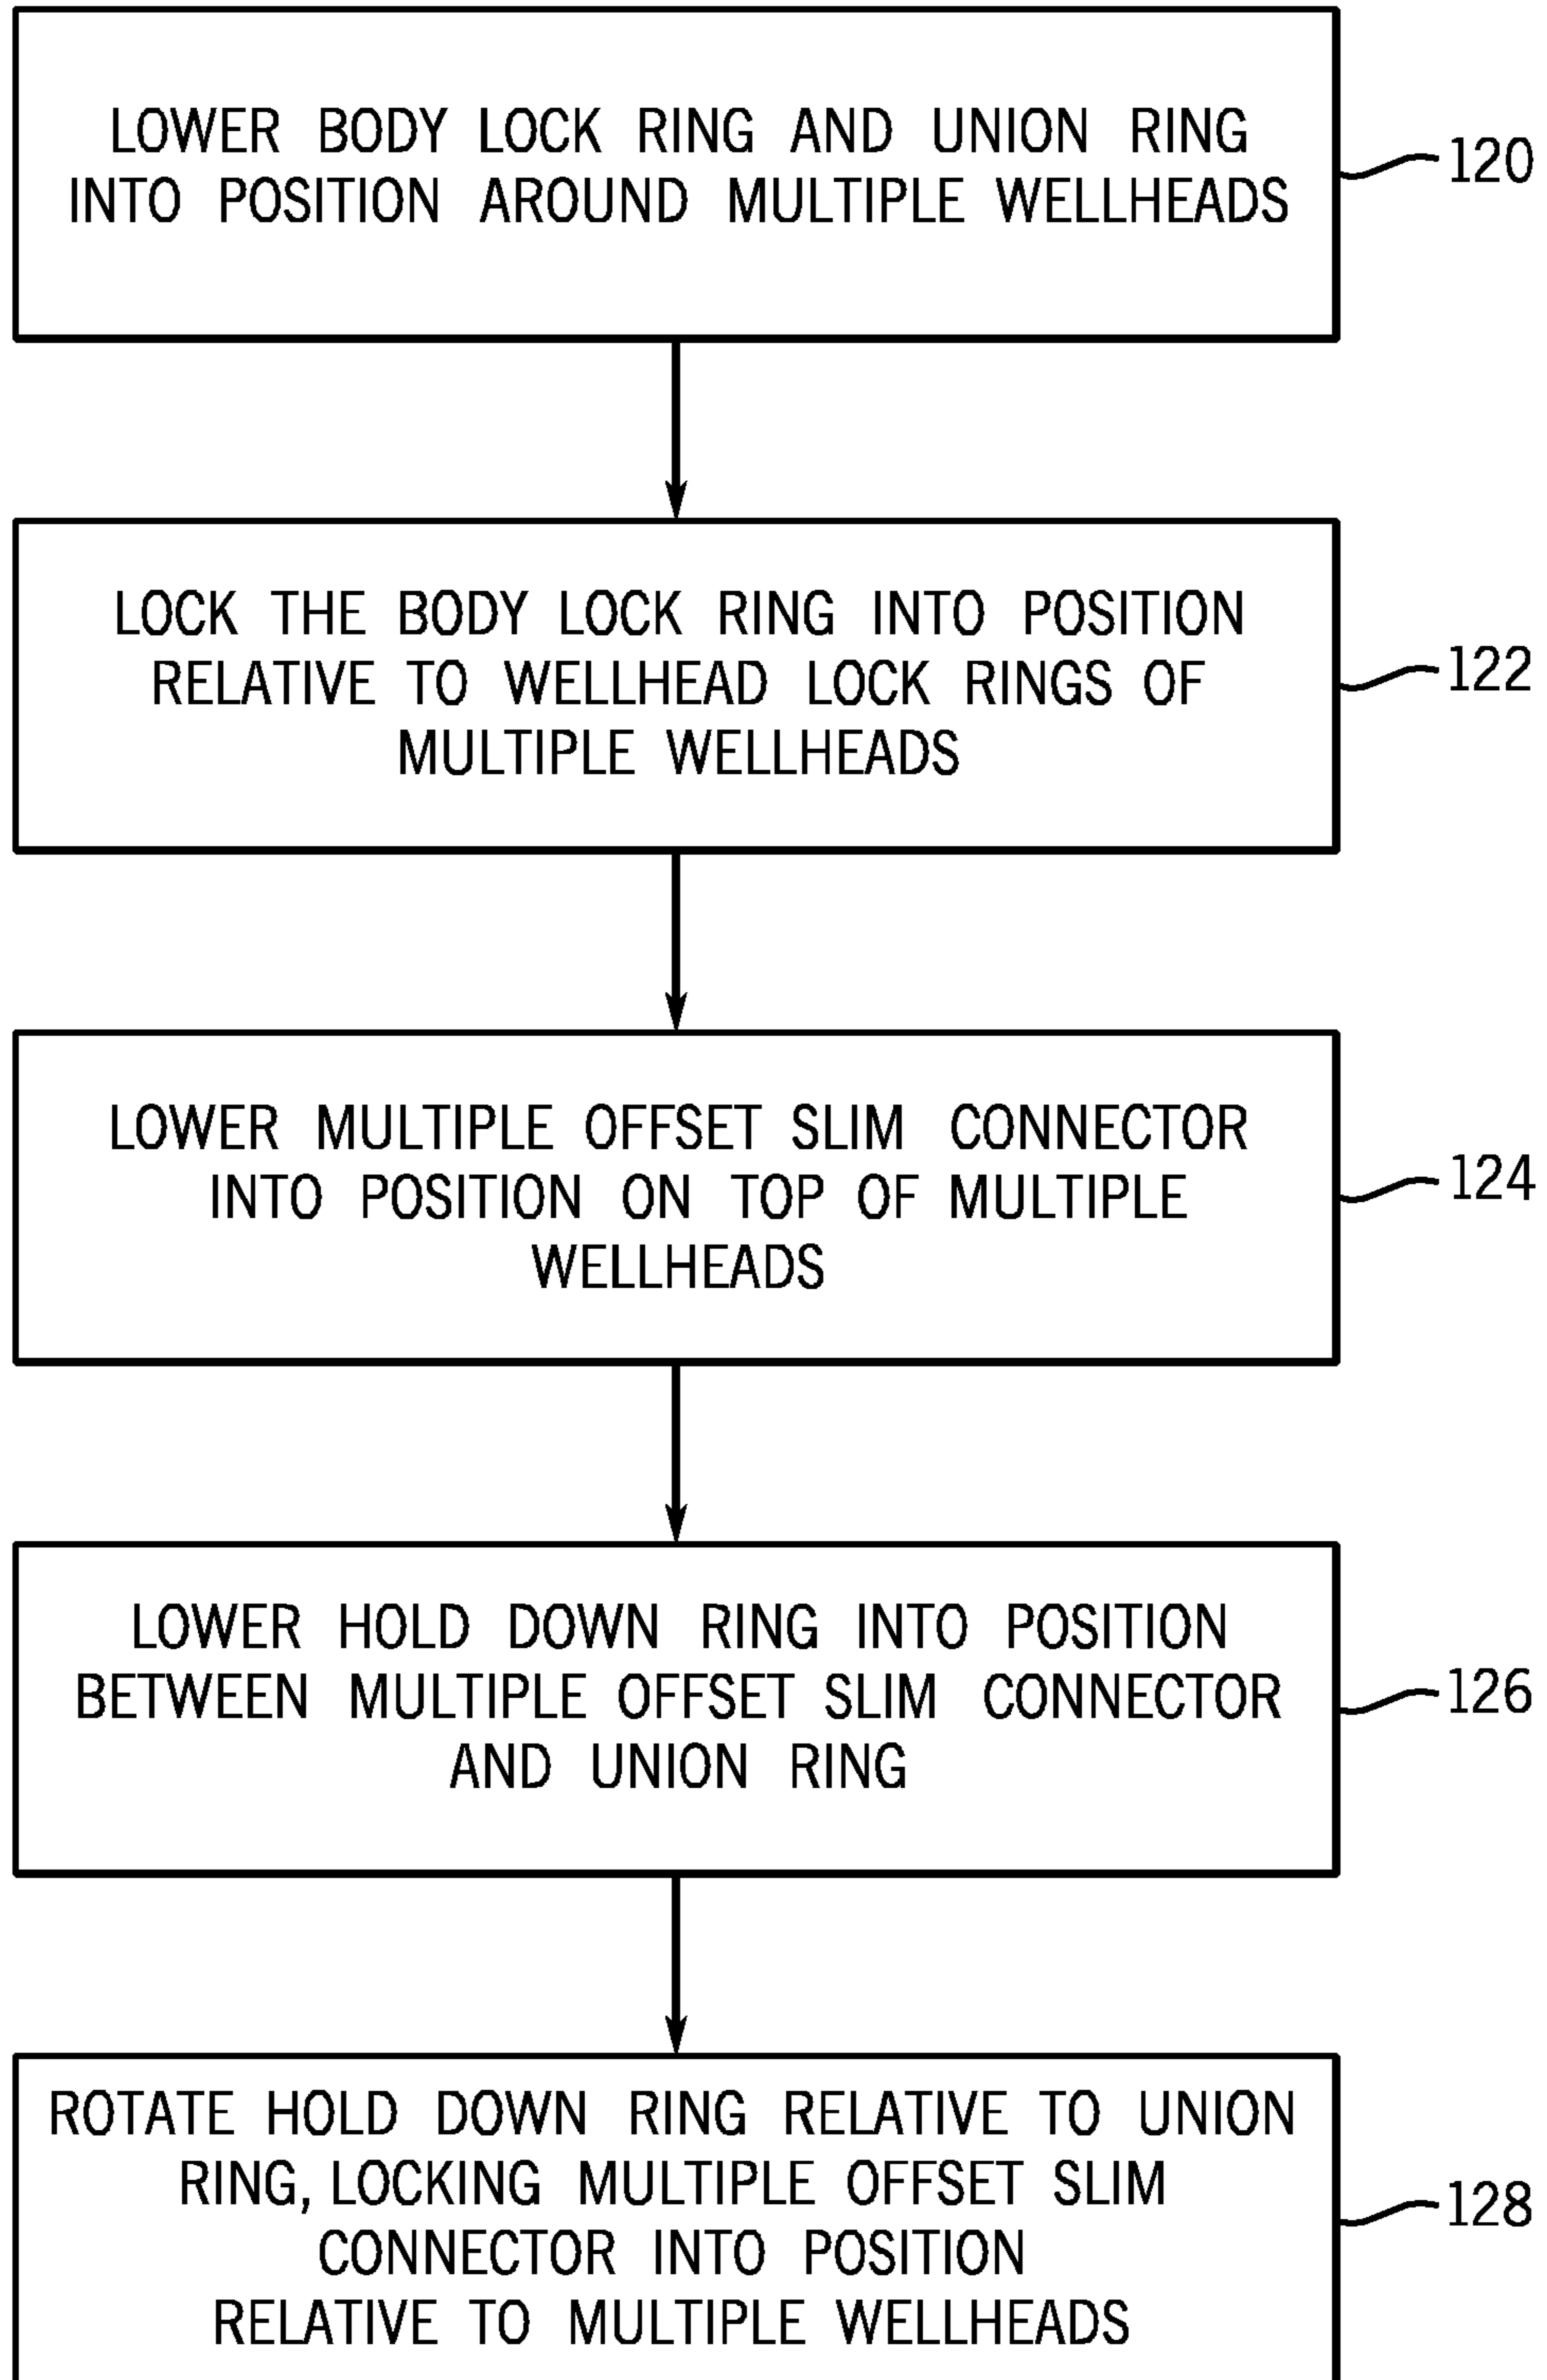 LOWER BODY LOCK RING AND UNION RING
INTO POSITION AROUND MULTIPLE WELLHEADS
120
LOCK THE BODY LOCK RING INTO POSITION
RELATIVE TO WELLHEAD LOCK RINGS OF
MULTIPLE WELLHEADS
122
LOWER MULTIPLE OFFSET SLIM CONNECTOR
INTO POSITION ON TOP OF MULTIPLE
WELLHEADS
124
LOWER HOLD DOWN RING INTO POSITION
BETWEEN MULTIPLE OFFSET SLIM CONNECTOR
AND UNION RING
126
ROTATE HOLD DOWN RING RELATIVE TO UNION
RING, LOCKING MULTIPLE OFFSET SLIM
CONNECTOR INTO POSITION
RELATIVE TO MULTIPLE WELLHEADS
128